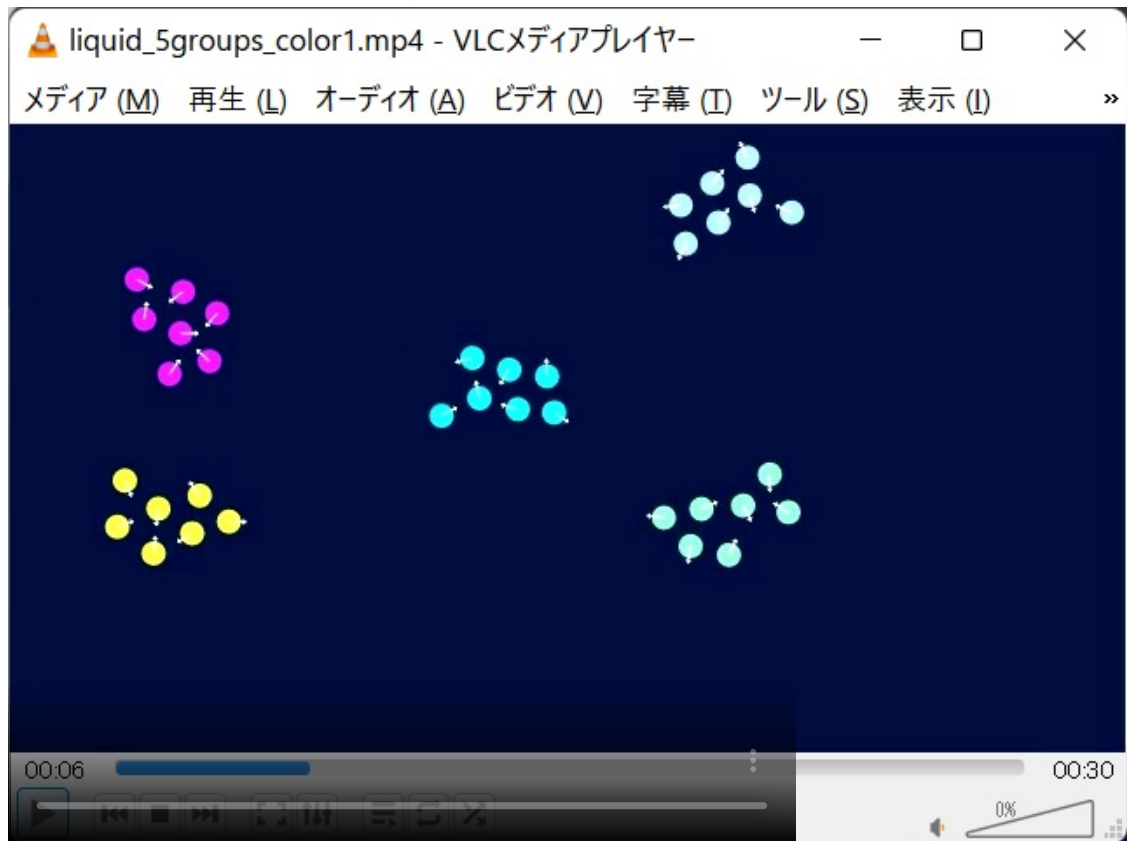 liquid_5groups_color1.mp4 - VLCメディアプレイヤー
メディア (M) 再生 (L) オーディオ (A) ビデオ (V) 字幕 (T) ツール (S) 表示 (I) »
00:06 00:30
0%